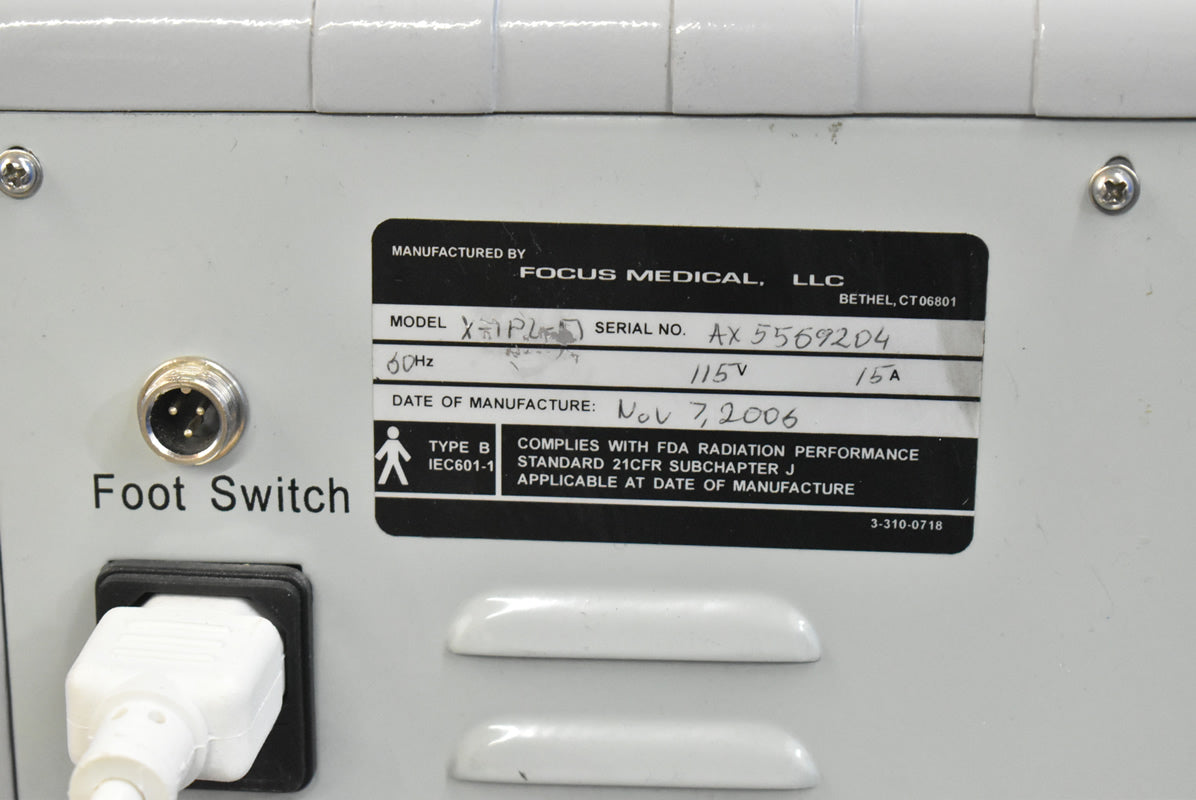 MANUFACTURED BY
FOCUS MEDICAL, LLC
BETHEL, CT 06801
MODEL SERIAL NO. AX 5569204
60Hz 115V 15A
DATE OF MANUFACTURE: Nov 7, 2006
TYPE B
IEC601-1
COMPLIES WITH FDA RADIATION PERFORMANCE
STANDARD 21CFR SUBCHAPTER J
APPLICABLE AT DATE OF MANUFACTURE
3-310-0718
Foot Switch